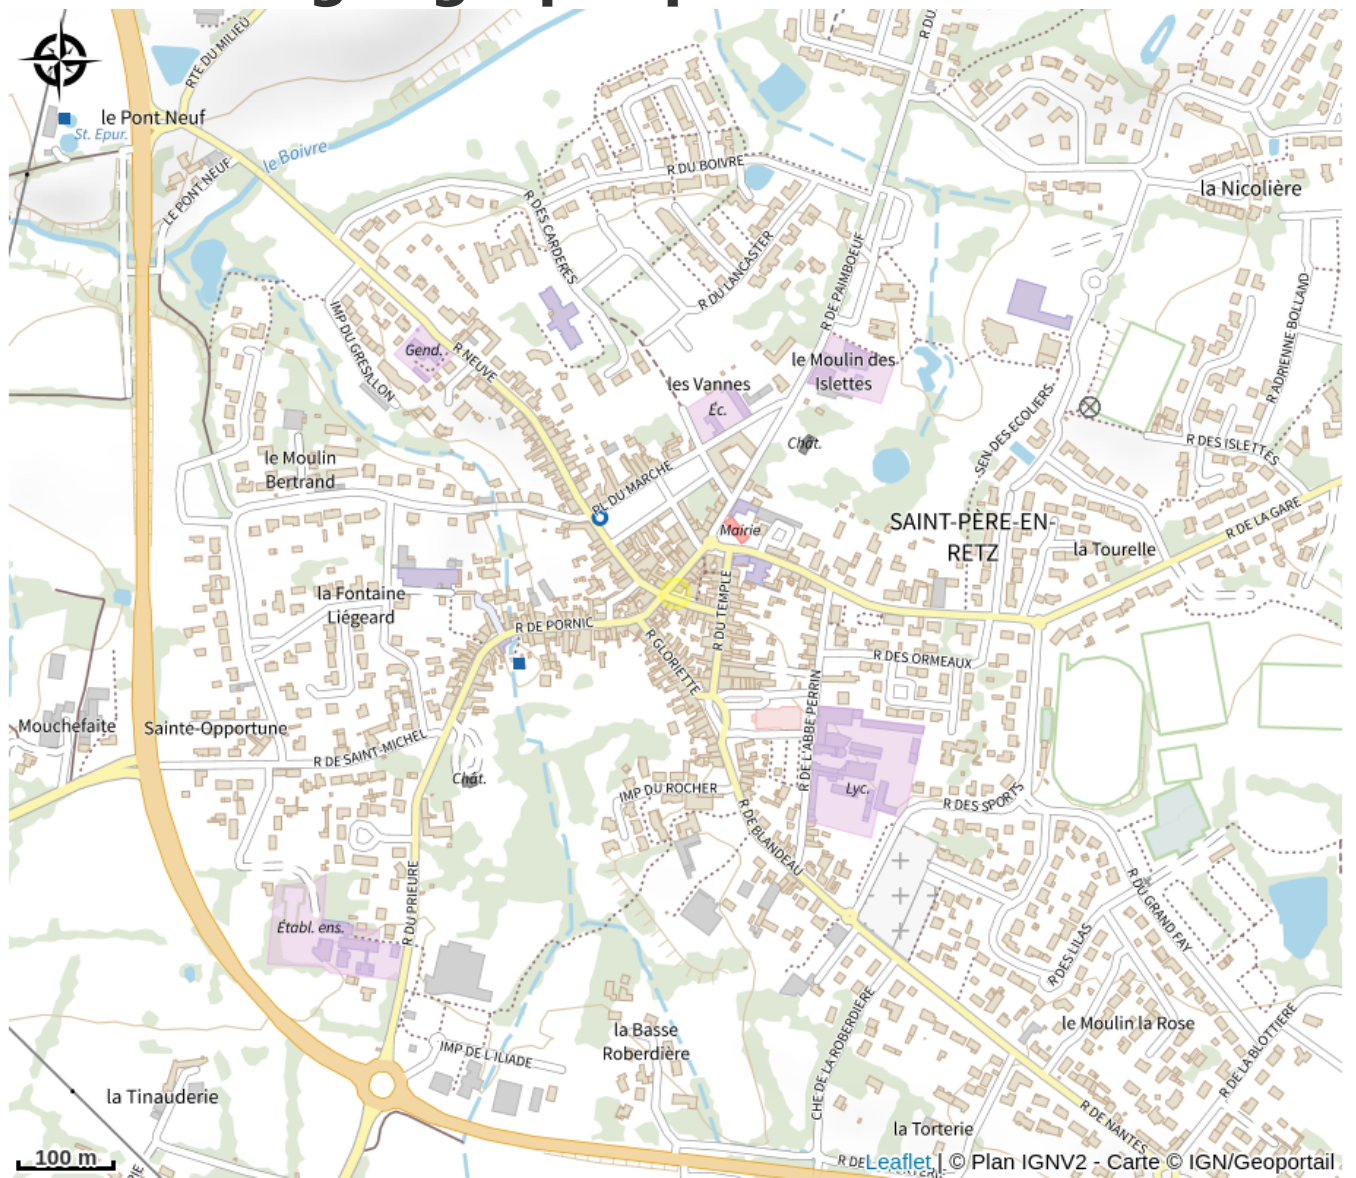 RTE DU MILIEU
R DU
le Pont Neuf
St. Epur.
le Boivre
LE PONT NEUF
R DU BOIVRE
la Nicolière
R DES CARDERES
R DU LANCASTER
R DE PAIMBOEUF
IMP DU GRESILLON
R ADRIENNE BOLLAND
Gend.
R NEUVE
le Moulin des
Islettes
les Vannes
Éc.
Chât.
SEN DES ECOLIERS
R DES ISLETTES
le Moulin
Bertrand
PL DU MARCHE
Mairie
SAINT-PÈRE-EN-
RETZ
R DE LA GARE
la Tourelle
la Fontaine
Liégeard
R DE PORNIC
R DU TEMPLE
R GLORIETTE
R DES ORMEAUX
R DE L'ABBE PERRIN
Mouchefaite
Sainte-Opportune
R DE SAINT-MICHEL
Chât.
IMP DU ROCHER
Lyc.
R DES SPORTS
R DE BLANDEAU
R DU PRIEURE
Établ. ens.
R DU GRAND FAY
R DES LILAS
la Basse
Roberdière
IMP DE L'ILIADE
CHE DE LA ROBERDIERE
le Moulin la Rose
R DE LA BLOTTIERE
la Tinauderie
R DE NANTES
la Torterie
100 m
Leaflet | © Plan IGNV2 - Carte © IGN/Geoportail